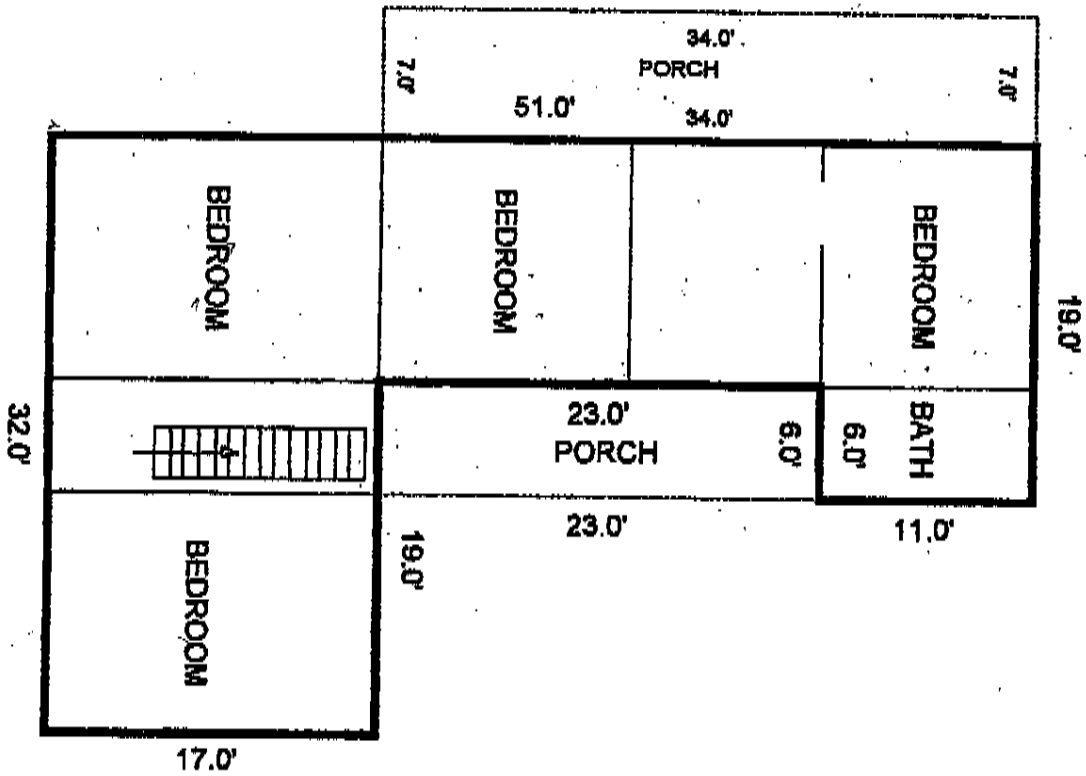 34.0'
PORCH
7.0'
7.0'
51.0'
34.0'
BEDROOM
BEDROOM
BEDROOM
19.0'
32.0'
23.0'
PORCH
6.0'
6.0'
BATH
23.0'
11.0'
19.0'
BEDROOM
17.0'